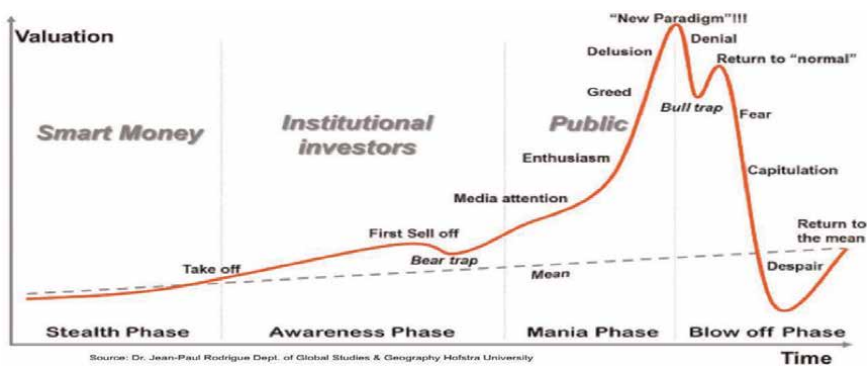 "New Paradigm"!!!
Valuation
Denial
Delusion
Return to "normal"
Greed
Smart Money
Institutional
investors
Public
Bull trap
Fear
Enthusiasm
Capitulation
Media attention
First Sell off
Return to
the mean
Take off
Bear trap
Mean
Despair
Stealth Phase
Awareness Phase
Mania Phase
Blow off Phase
Source: Dr. Jean-Paul Rodrigue Dept. of Global Studies & Geography Hofstra University
Time